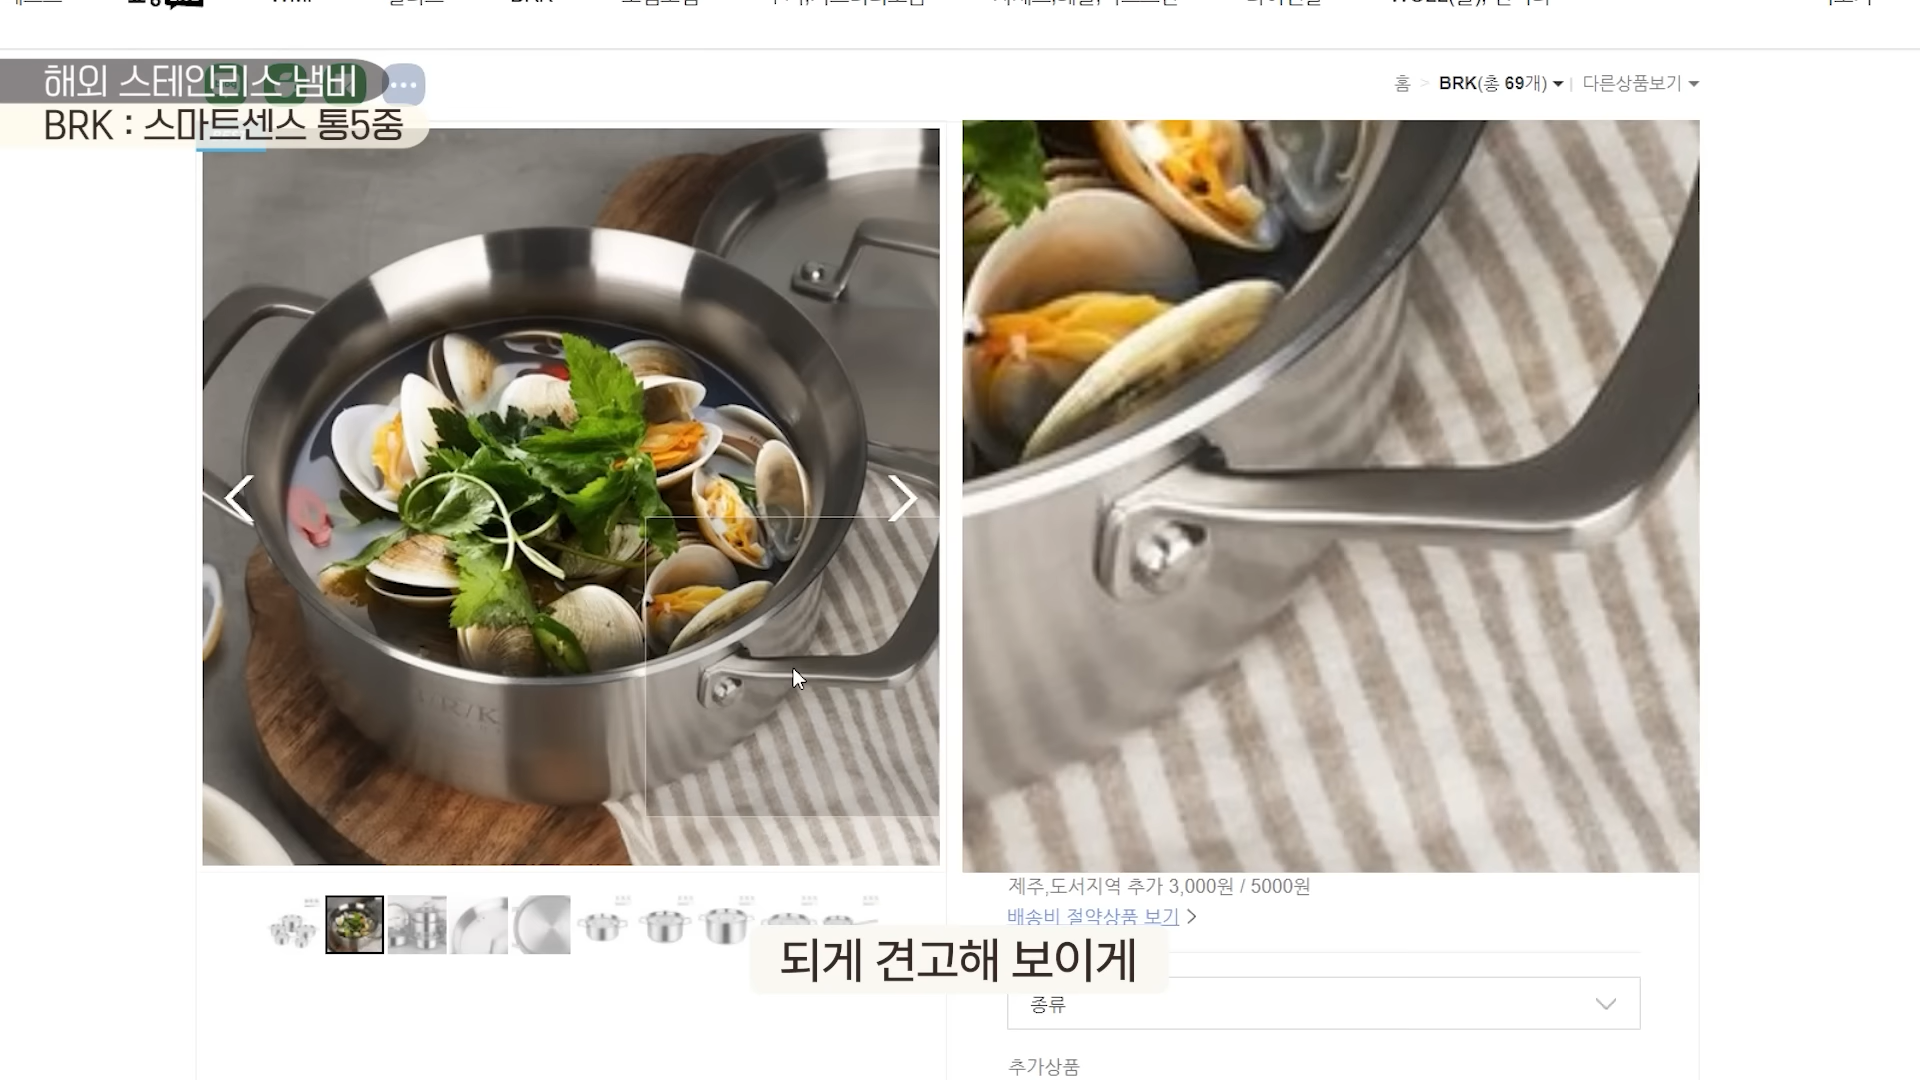 해외 스테인리스 냄비
BRK : 스마트센스 통5중
홈 > BRK(총 69개) | 다른상품보기
제주,도서지역 추가 3,000원 / 5000원
배송비 절약상품 보기 >
되게 견고해 보이게
종류
추가상품